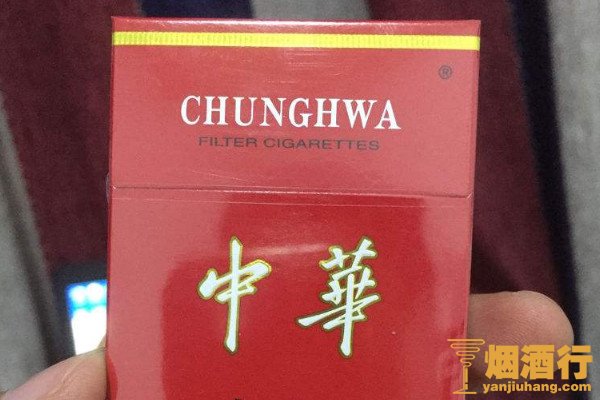 CHUNGHWA
®
FILTER CIGARETTES
中華
烟酒行
yanjiuhang.com